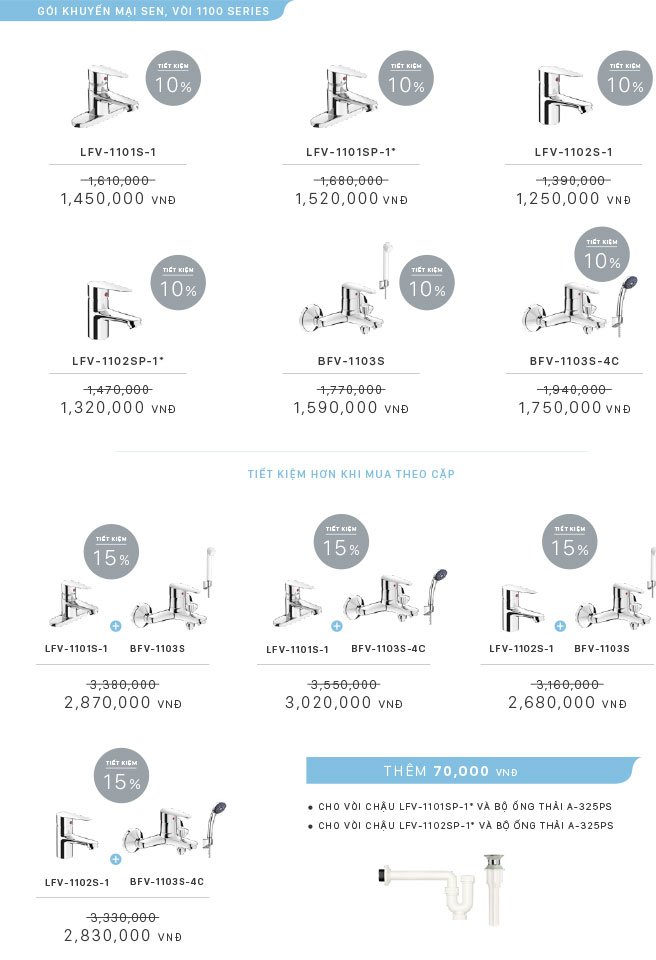 GÓI KHUYẾN MẠI SEN, VÒI 1100 SERIES
TIẾT KIỆM
10%
TIẾT KIỆM
10%
TIẾT KIỆM
10%
LFV-1101S-1
LFV-1101SP-1*
LFV-1102S-1
1,610,000
1,680,000
1,390,000
1,450,000 VNĐ
1,520,000 VNĐ
1,250,000 VNĐ
TIẾT KIỆM
10%
TIẾT KIỆM
10%
TIẾT KIỆM
10%
LFV-1102SP-1*
BFV-1103S
BFV-1103S-4C
1,470,000
1,770,000
1,940,000
1,320,000 VNĐ
1,590,000 VNĐ
1,750,000 VNĐ
TIẾT KIỆM HƠN KHI MUA THEO CẶP
TIẾT KIỆM
15%
TIẾT KIỆM
15%
TIẾT KIỆM
15%
LFV-1101S-1 BFV-1103S
LFV-1101S-1 BFV-1103S-4C
LFV-1102S-1 BFV-1103S
3,380,000
3,550,000
3,160,000
2,870,000 VNĐ
3,020,000 VNĐ
2,680,000 VNĐ
TIẾT KIỆM
15%
LFV-1102S-1 BFV-1103S-4C
3,330,000
2,830,000 VNĐ
THÊM 70,000 VNĐ
• CHO VÒI CHẬU LFV-1101SP-1* VÀ BỘ ỐNG THẢI A-325PS
• CHO VÒI CHẬU LFV-1102SP-1* VÀ BỘ ỐNG THẢI A-325PS